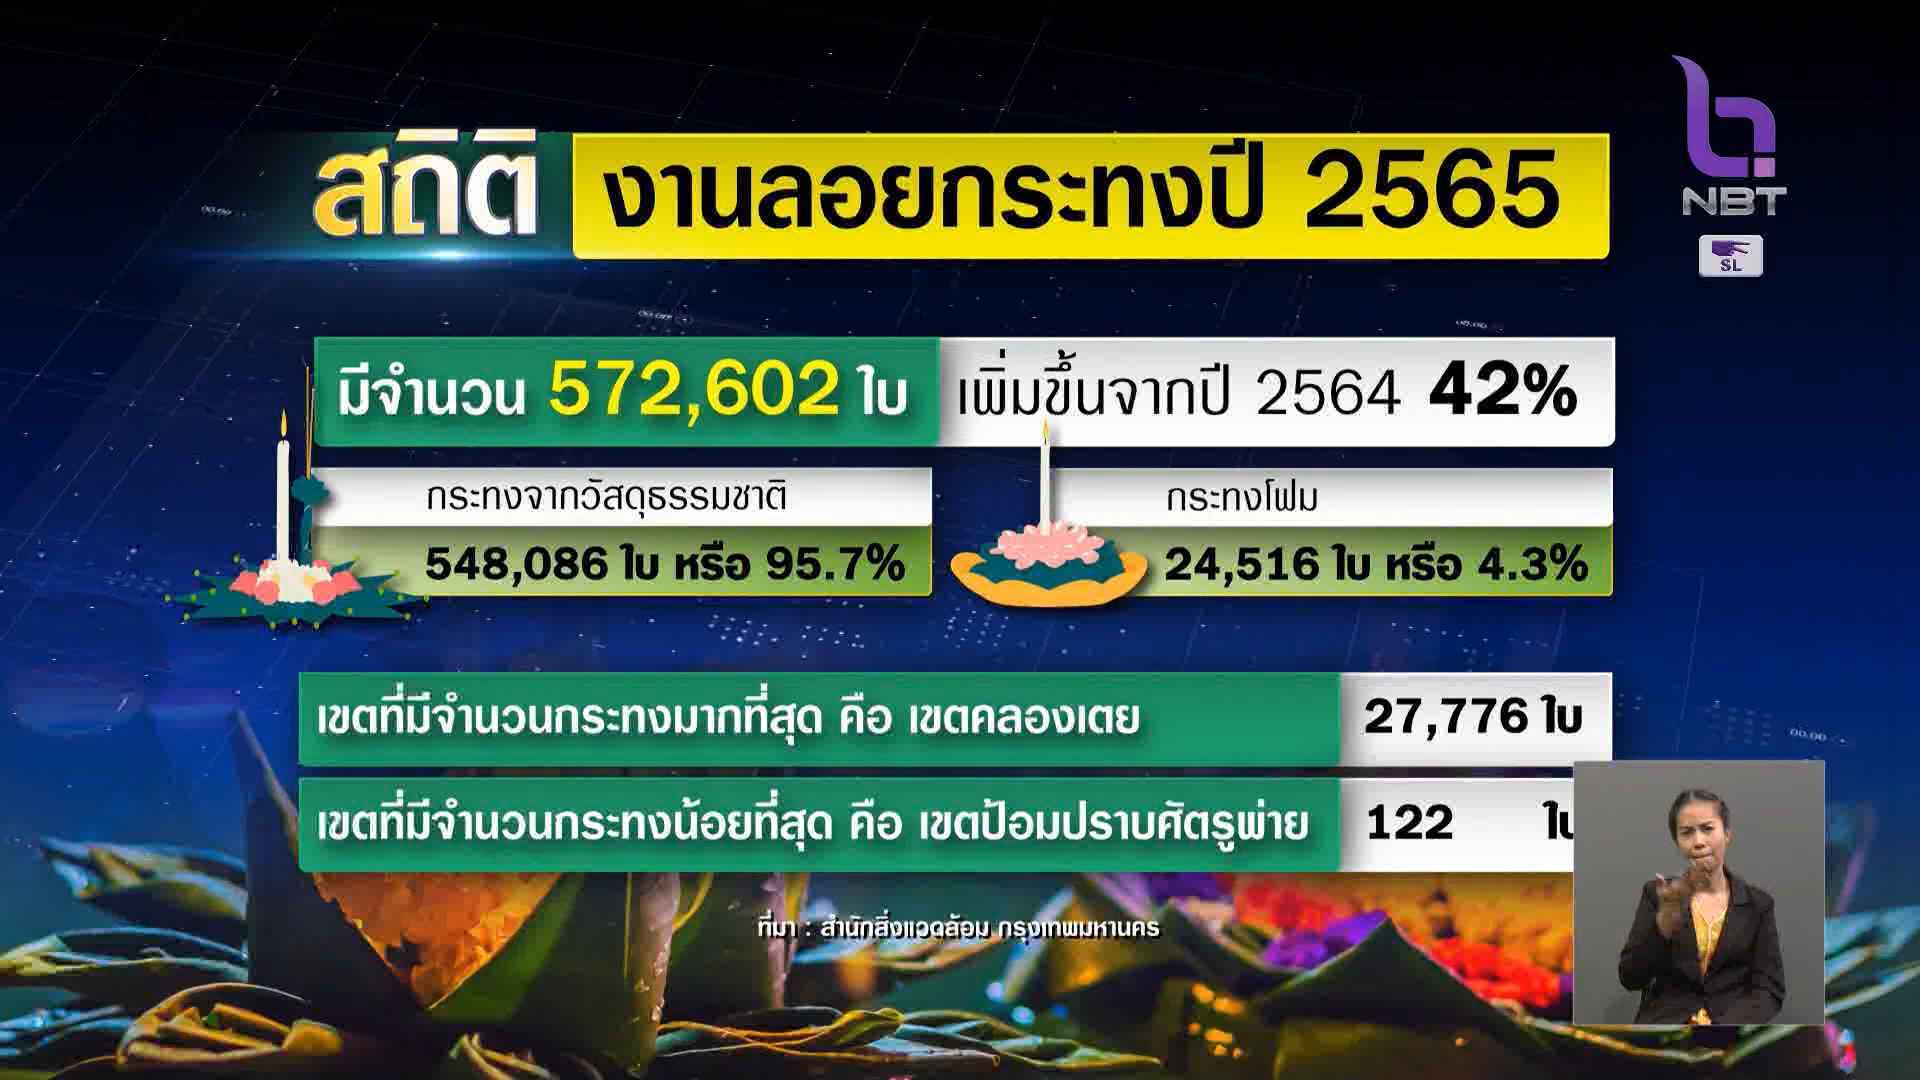 สถิติ งานลอยกระทงปี 2565
NBT
SL
มีจำนวน 572,602 ใบ เพิ่มขึ้นจากปี 2564 42%
กระทงจากวัสดุธรรมชาติ
548,086 ใบ หรือ 95.7%
กระทงโฟม
24,516 ใบ หรือ 4.3%
เขตที่มีจำนวนกระทงมากที่สุด คือ เขตคลองเตย 27,776 ใบ
เขตที่มีจำนวนกระทงน้อยที่สุด คือ เขตป้อมปราบศัตรูพ่าย 122 ใบ
ที่มา : สำนักสิ่งแวดล้อม กรุงเทพมหานคร